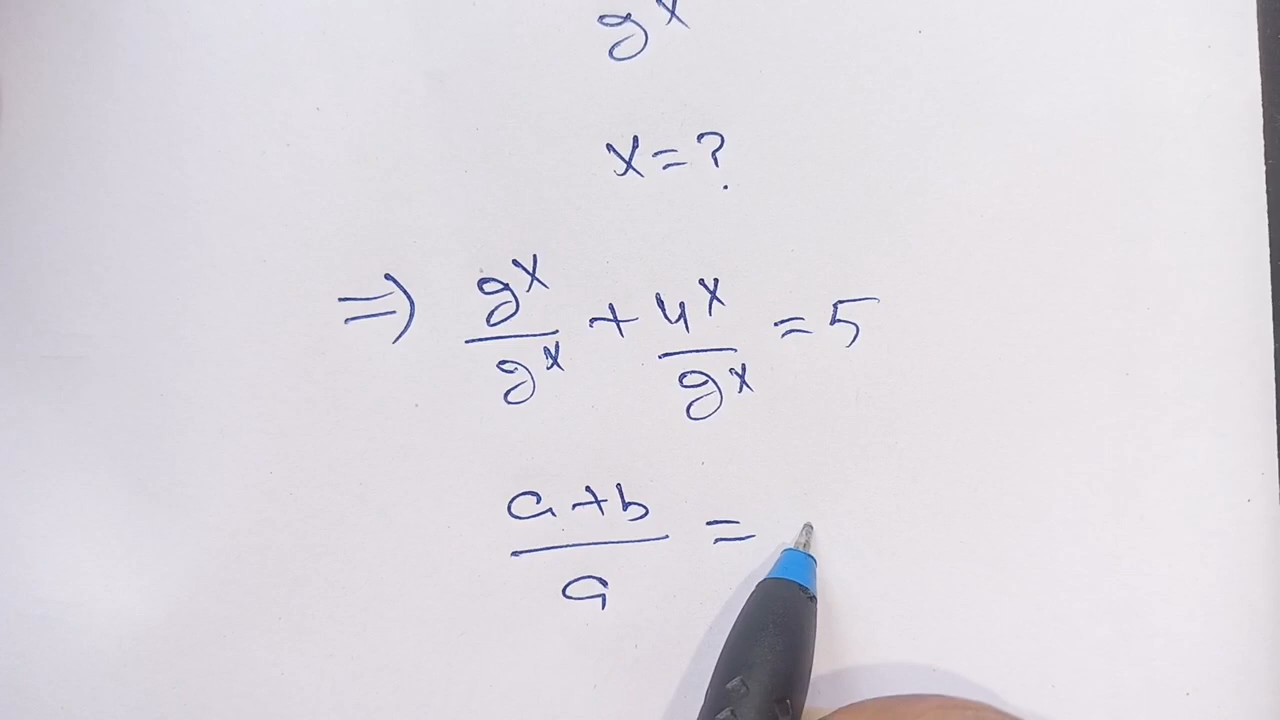 9^x
x = ?
⇒) 9^x/9^x + 4^x/9^x = 5
a+b/a =